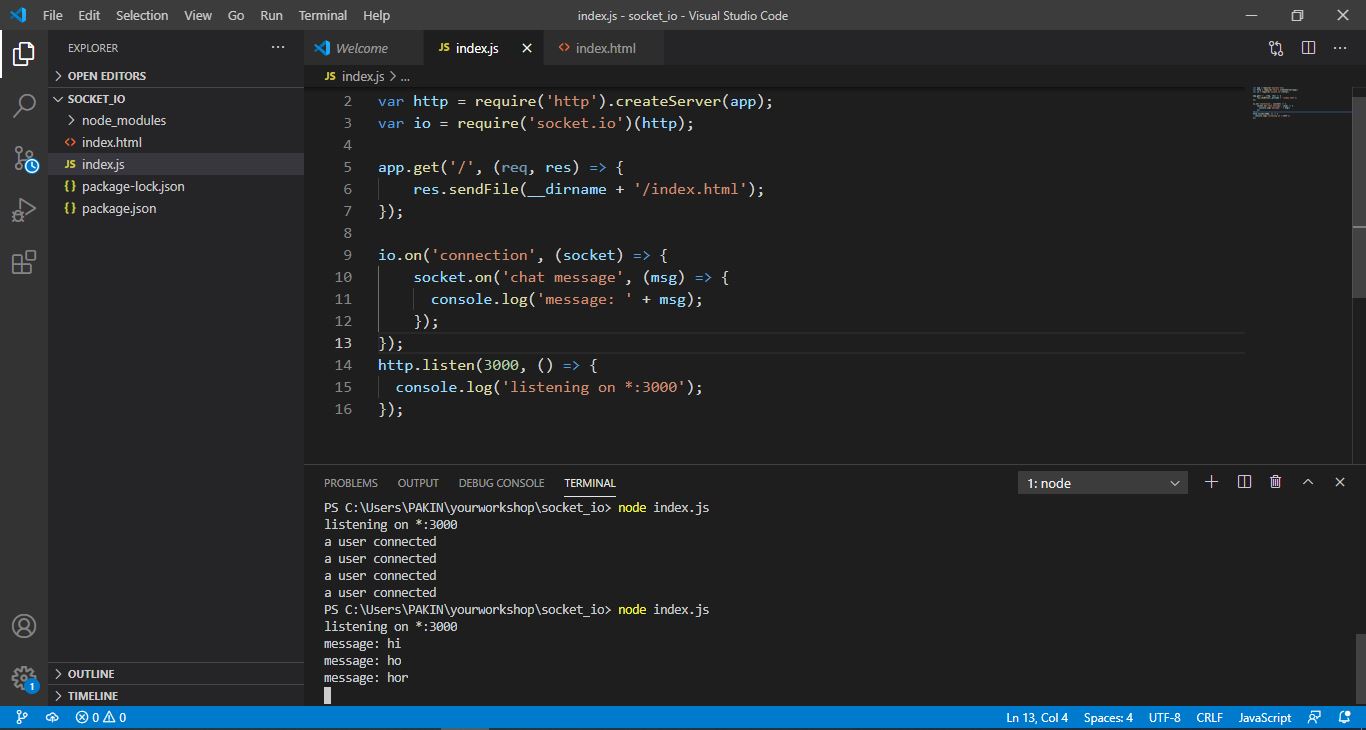 File Edit Selection View Go Run Terminal Help index.js - socket_io - Visual Studio Code
EXPLORER
OPEN EDITORS
SOCKET_IO
node_modules
index.html
JS index.js
{} package-lock.json
{} package.json
OUTLINE
TIMELINE
Welcome JS index.js index.html
JS index.js > ...
2 var http = require('http').createServer(app);
3 var io = require('socket.io')(http);
4
5 app.get('/', (req, res) => {
6 res.sendFile(__dirname + '/index.html');
7 });
8
9 io.on('connection', (socket) => {
10 socket.on('chat message', (msg) => {
11 console.log('message: ' + msg);
12 });
13 });
14 http.listen(3000, () => {
15 console.log('listening on *:3000');
16 });
PROBLEMS OUTPUT DEBUG CONSOLE TERMINAL 1: node
PS C:\Users\PAKIN\yourworkshop\socket_io> node index.js
listening on *:3000
a user connected
a user connected
a user connected
a user connected
PS C:\Users\PAKIN\yourworkshop\socket_io> node index.js
listening on *:3000
message: hi
message: ho
message: hor
1
0 0 Ln 13, Col 4 Spaces: 4 UTF-8 CRLF JavaScript